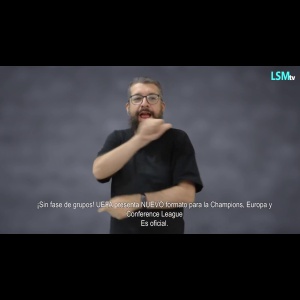 LSMtv
¡Sin fase de grupos! UEFA presenta NUEVO formato para la Champions, Europa y
Conference League
Es oficial.